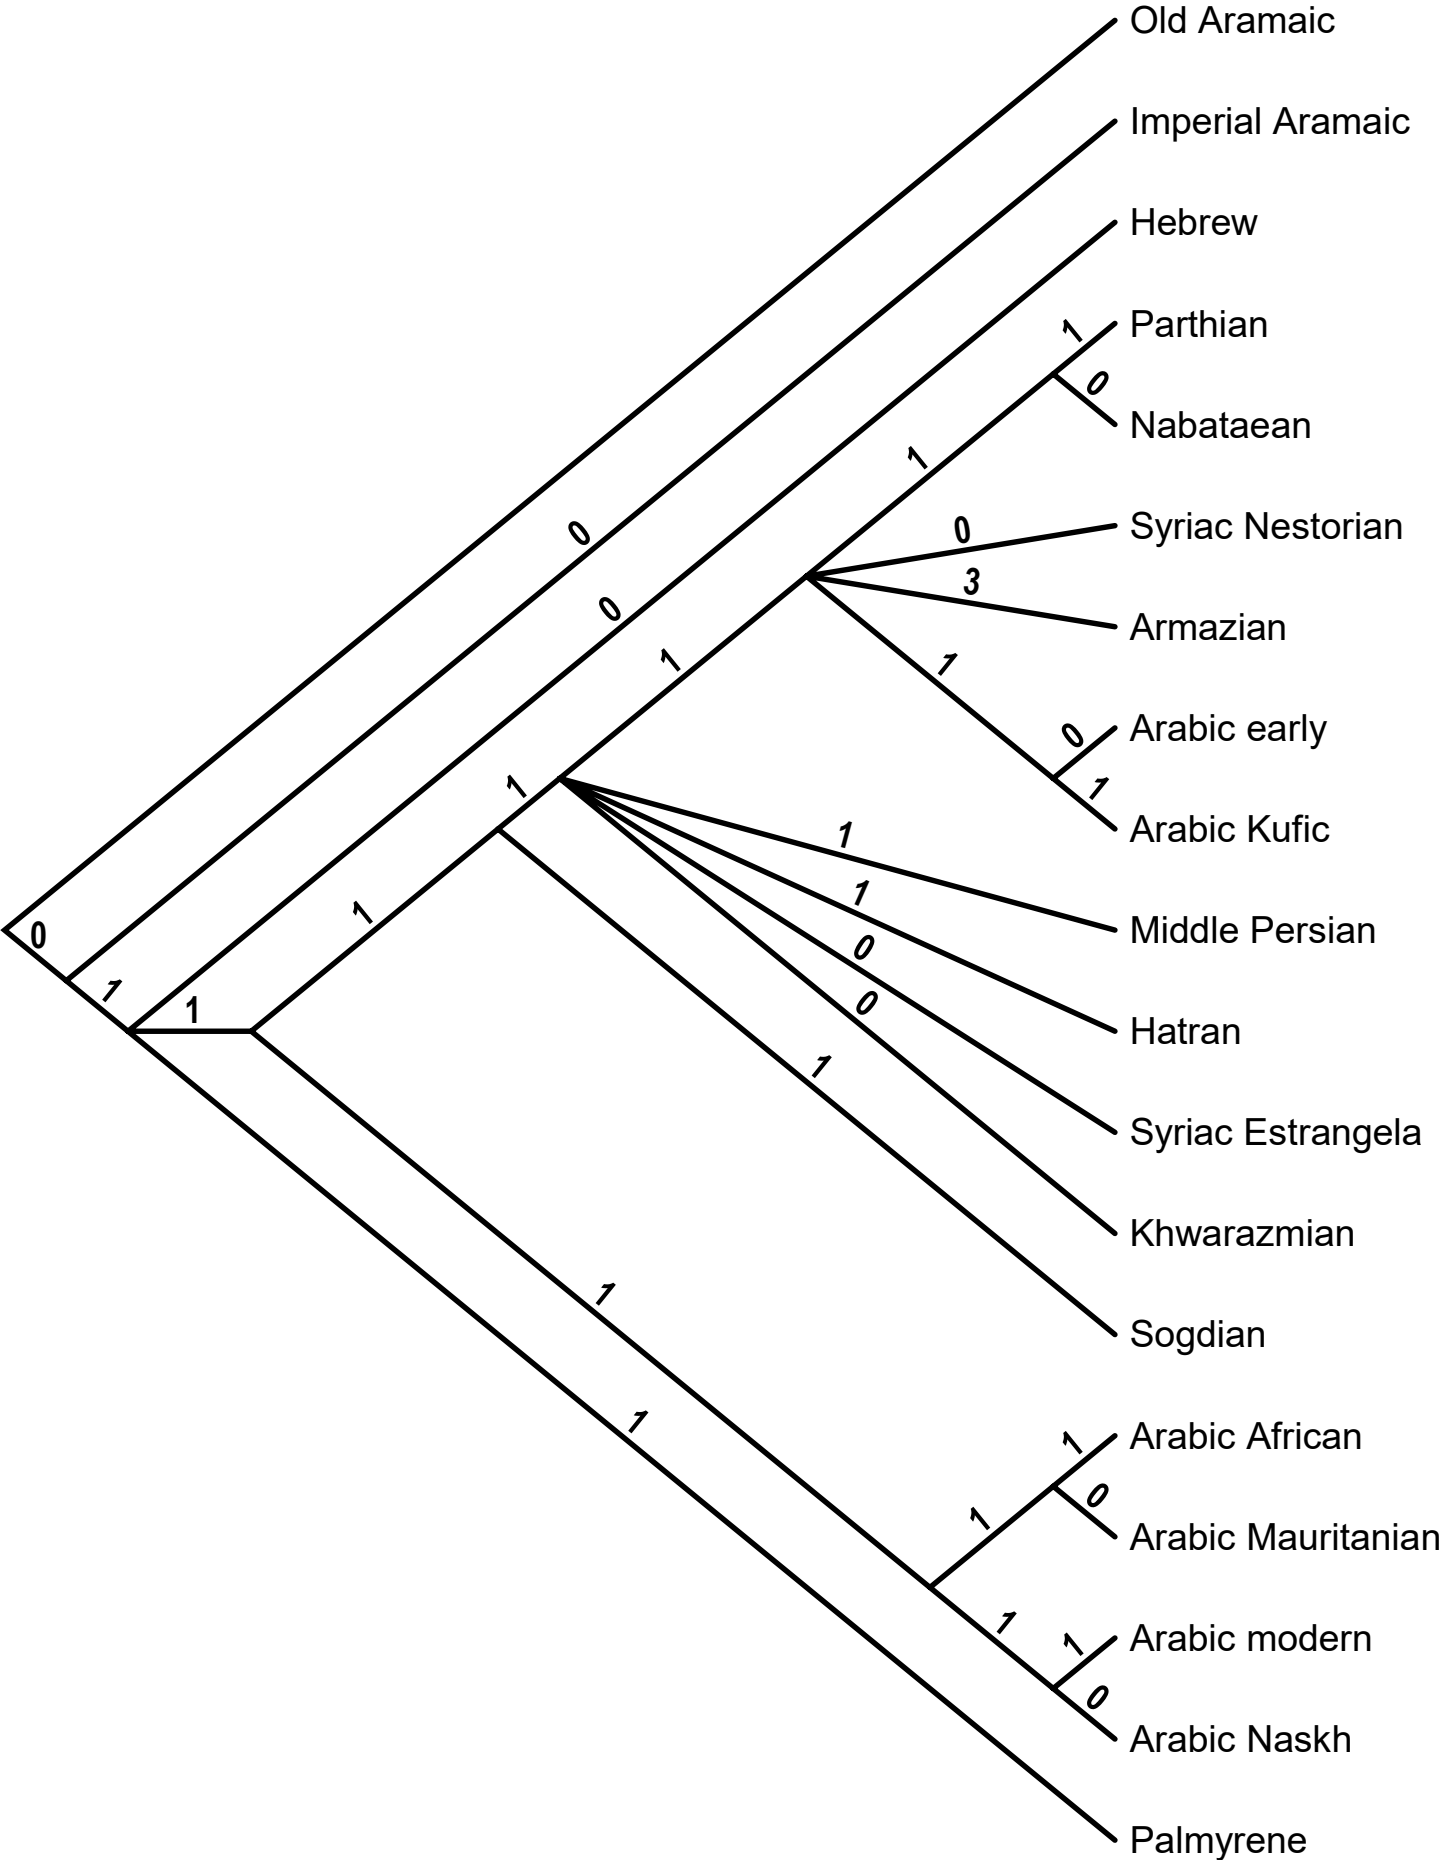 Old Aramaic
Imperial Aramaic
Hebrew
1
Parthian
0
Nabataean
1
0
Syriac Nestorian
0
3
Armazian
0
1
1
0
Arabic early
1
1
Arabic Kufic
1
1
1
0
Middle Persian
0
1
0
1
Hatran
1
Syriac Estrangela
Khwarazmian
1
Sogdian
1
1
Arabic African
0
1
Arabic Mauritanian
1
1
Arabic modern
0
Arabic Naskh
Palmyrene